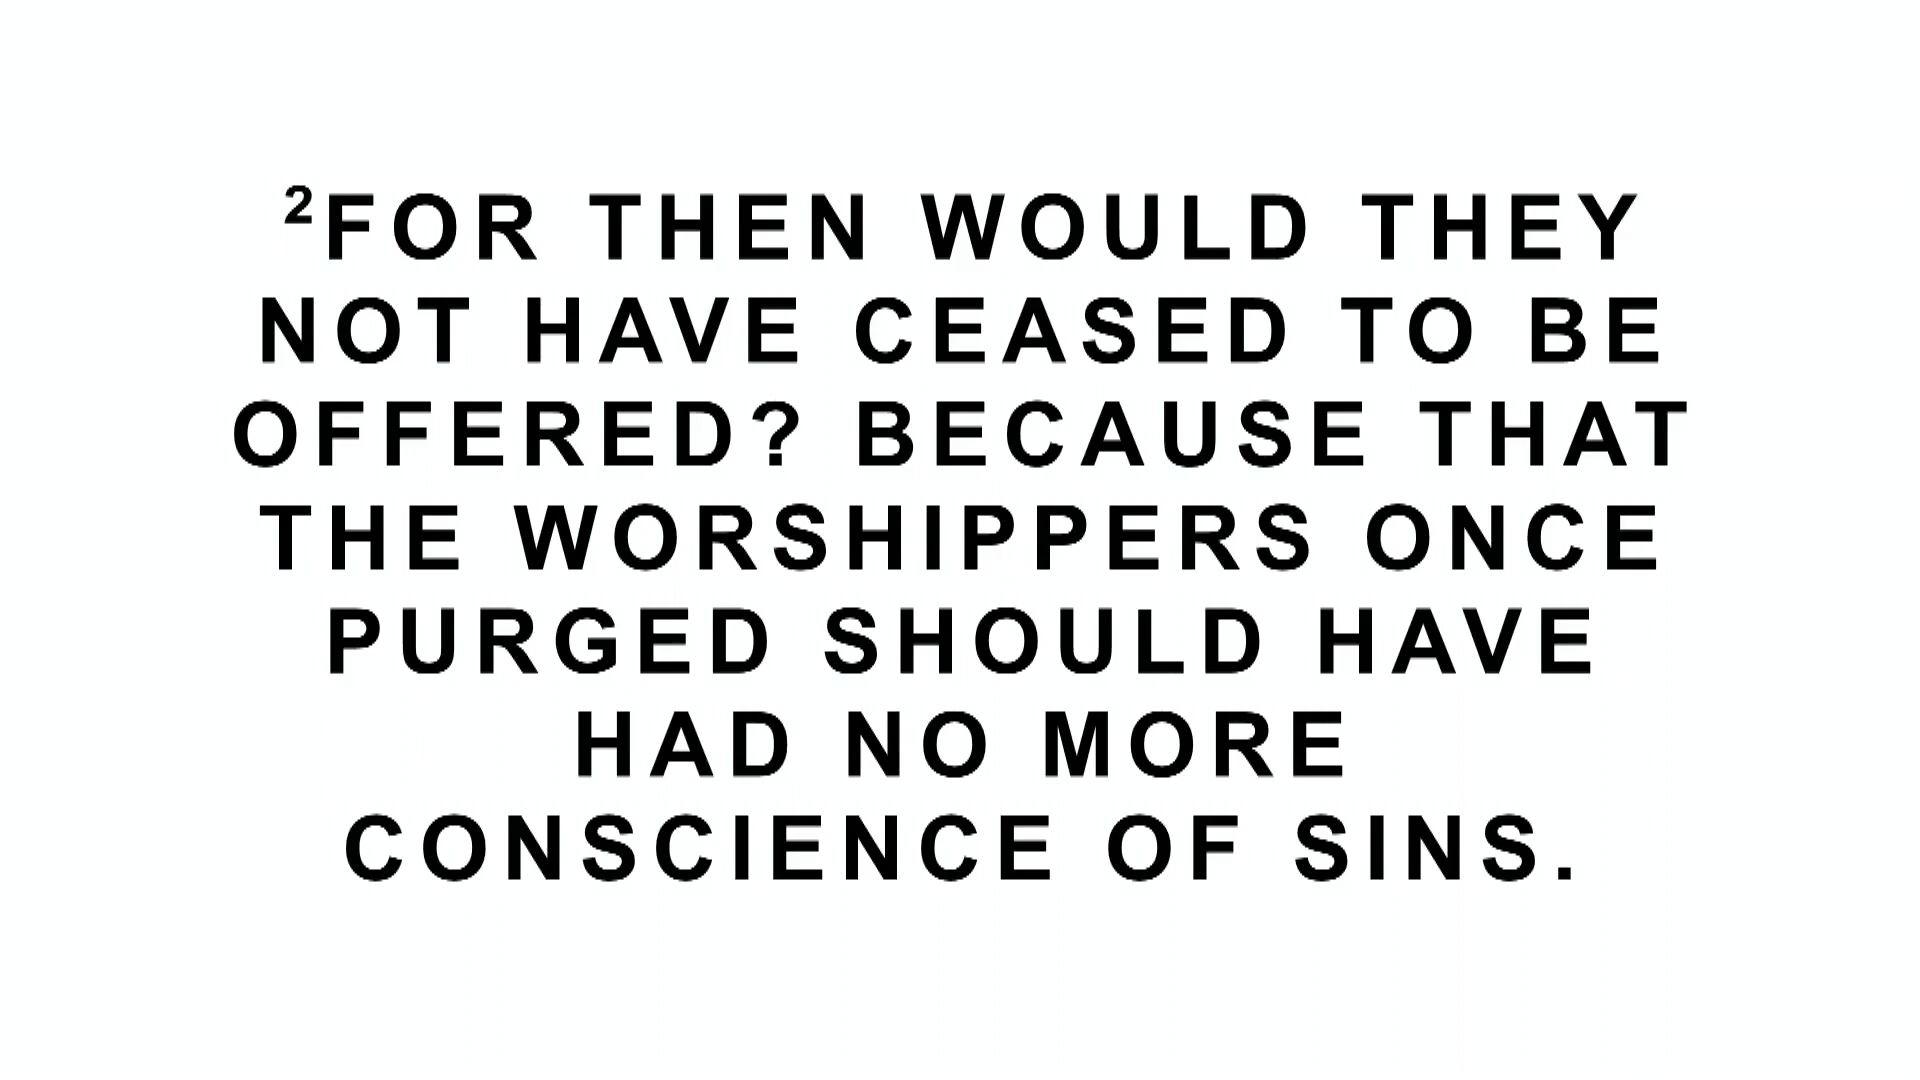 ²FOR THEN WOULD THEY
NOT HAVE CEASED TO BE
OFFERED? BECAUSE THAT
THE WORSHIPPERS ONCE
PURGED SHOULD HAVE
HAD NO MORE
CONSCIENCE OF SINS.